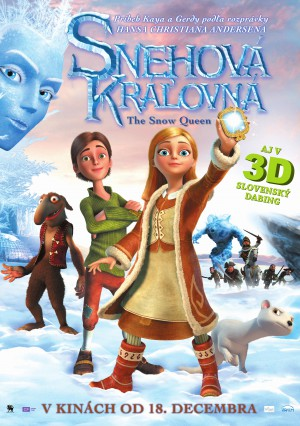 Príbeh Kaya a Gerdy podľa rozprávky
HANSA CHRISTIANA ANDERSENA
SNEHOVÁ
KRÁĽOVNÁ
The Snow Queen
AJ V
3D
SLOVENSKÝ
DABING
V KINÁCH OD 18. DECEMBRA